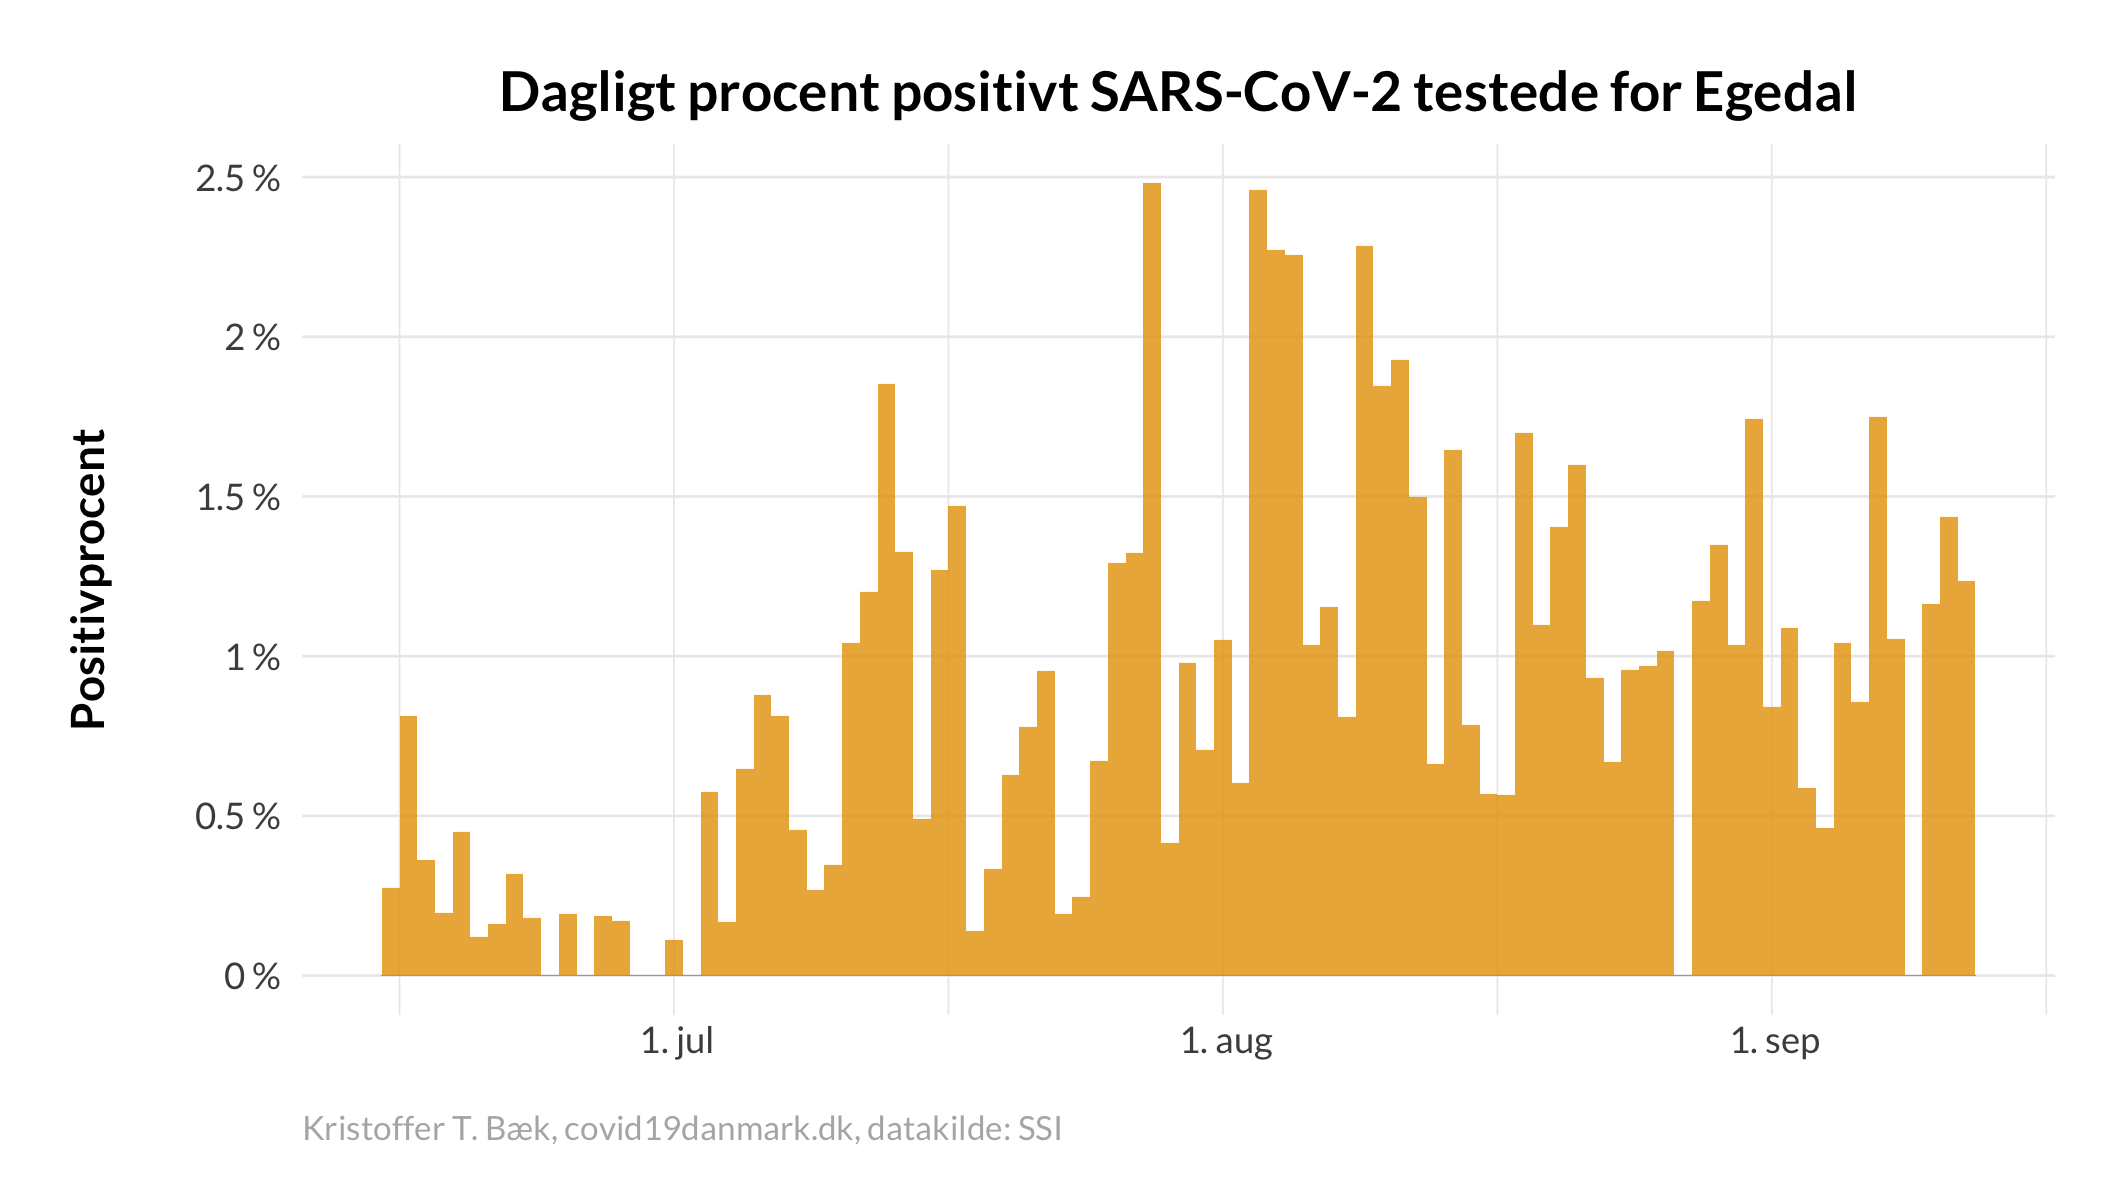 Dagligt procent positivt SARS-CoV-2 testede for Egedal
Positivprocent
2.5 %
2 %
1.5 %
1 %
0.5 %
0 %
1. jul
1. aug
1. sep
Kristoffer T. Bæk, covid19danmark.dk, datakilde: SSI